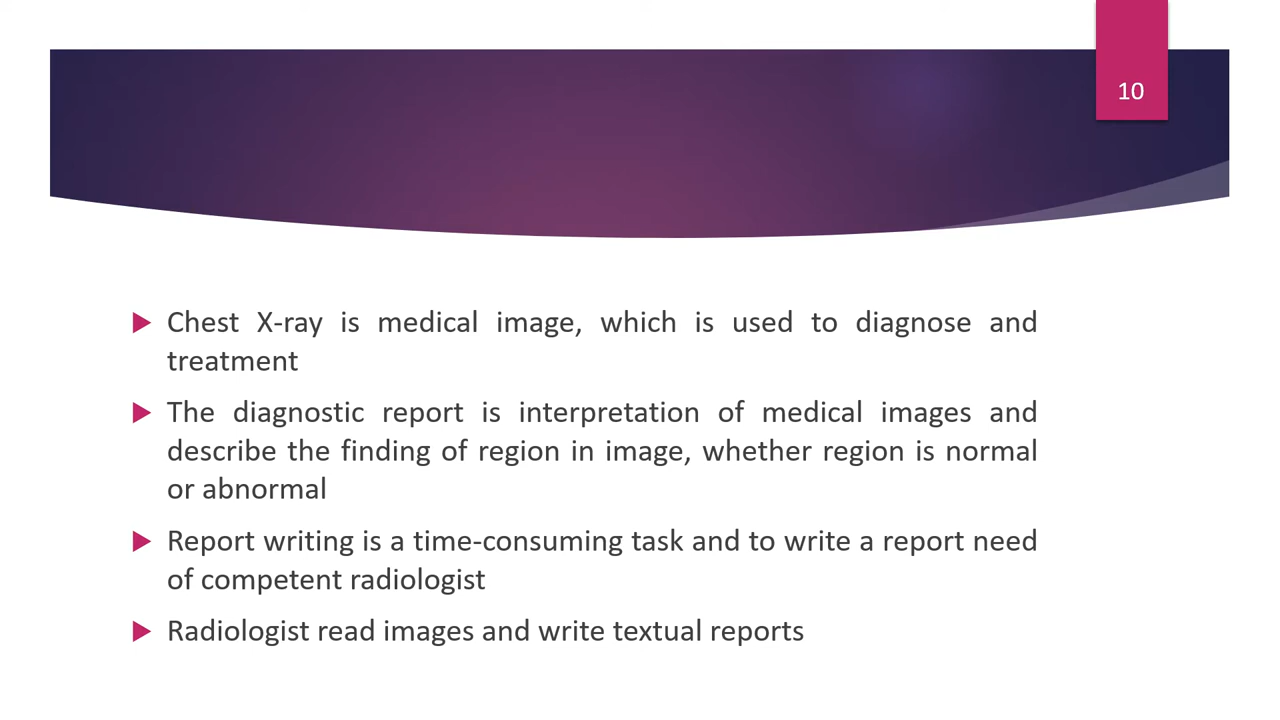 10
Chest X-ray is medical image, which is used to diagnose and
treatment
The diagnostic report is interpretation of medical images and
describe the finding of region in image, whether region is normal
or abnormal
Report writing is a time-consuming task and to write a report need
of competent radiologist
Radiologist read images and write textual reports